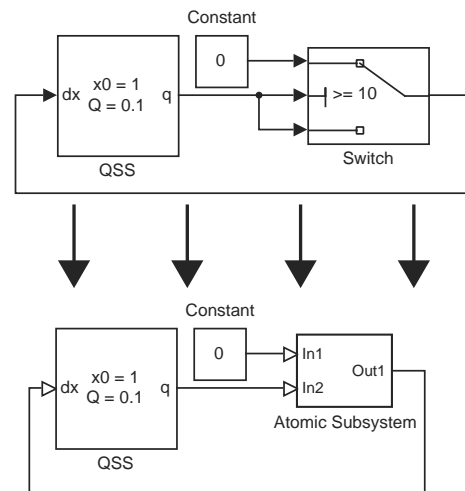 Constant
0
dx
x0 = 1
Q = 0.1
q
QSS
>= 10
Switch
Constant
0
dx
x0 = 1
Q = 0.1
q
QSS
In1
In2
Out1
Atomic Subsystem